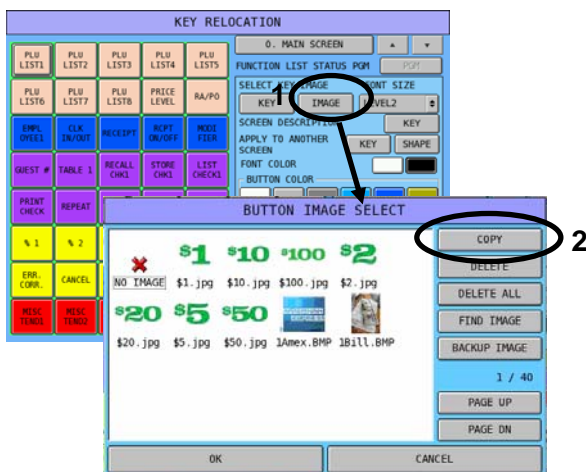 KEY RELOCATION
PLU LIST1 PLU LIST2 PLU LIST3 PLU LIST4 PLU LIST5
PLU LIST6 PLU LIST7 PLU LIST8 PRICE LEVEL RA/PO
EMPL OYEE1 CLK IN/OUT RECEIPT RCPT ON/OFF MODI FIER
GUEST # TABLE 1 RECALL CHK1 STORE CHK1 LIST CHECK1
PRINT CHECK REPEAT
% 1 % 2
ERR. CORR. CANCEL
MISC TEND1 MISC TEND2
0. MAIN SCREEN
FUNCTION LIST STATUS PGM PGM
SELECT KEY IMAGE FONT SIZE
1
KEY IMAGE LEVEL2
SCREEN DESCRIPTION KEY
APPLY TO ANOTHER SCREEN KEY SHAPE
FONT COLOR
BUTTON COLOR
BUTTON IMAGE SELECT
$1 $10 $100 $2
NO IMAGE $1.jpg $10.jpg $100.jpg $2.jpg
$20 $5 $50
$20.jpg $5.jpg $50.jpg 1Amex.BMP 1Bill.BMP
COPY
2
DELETE
DELETE ALL
FIND IMAGE
BACKUP IMAGE
1 / 40
PAGE UP
PAGE DN
OK CANCEL